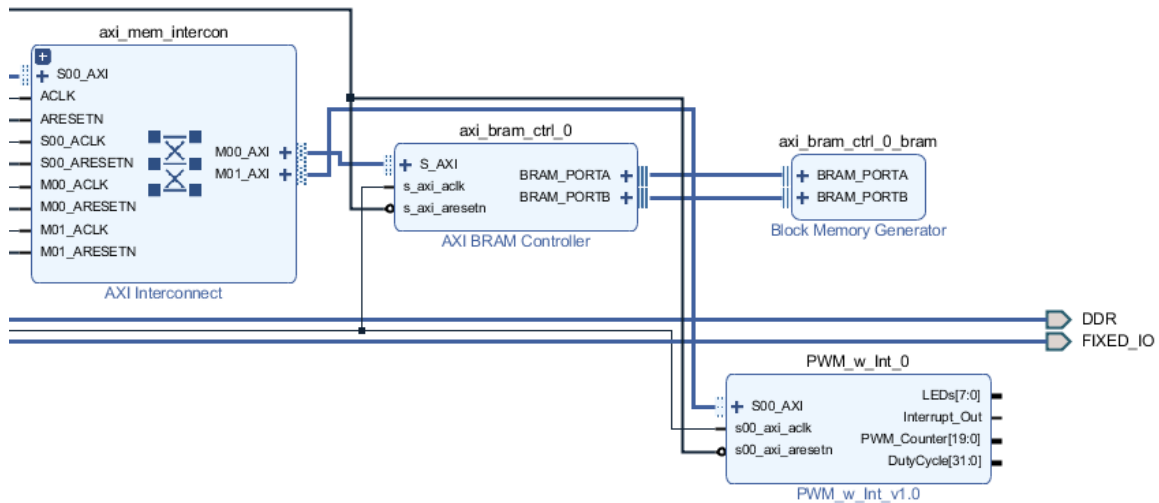 axi_mem_intercon
S00_AXI
ACLK
ARESETN
S00_ACLK
S00_ARESETN
M00_ACLK
M00_ARESETN
M01_ACLK
M01_ARESETN
M00_AXI
M01_AXI
AXI Interconnect
axi_bram_ctrl_0
S_AXI
s_axi_aclk
s_axi_aresetn
BRAM_PORTA
BRAM_PORTB
AXI BRAM Controller
axi_bram_ctrl_0_bram
BRAM_PORTA
BRAM_PORTB
Block Memory Generator
DDR
FIXED_IO
PWM_w_Int_0
S00_AXI
s00_axi_aclk
s00_axi_aresetn
LEDs[7:0]
Interrupt_Out
PWM_Counter[19:0]
DutyCycle[31:0]
PWM_w_Int_v1.0